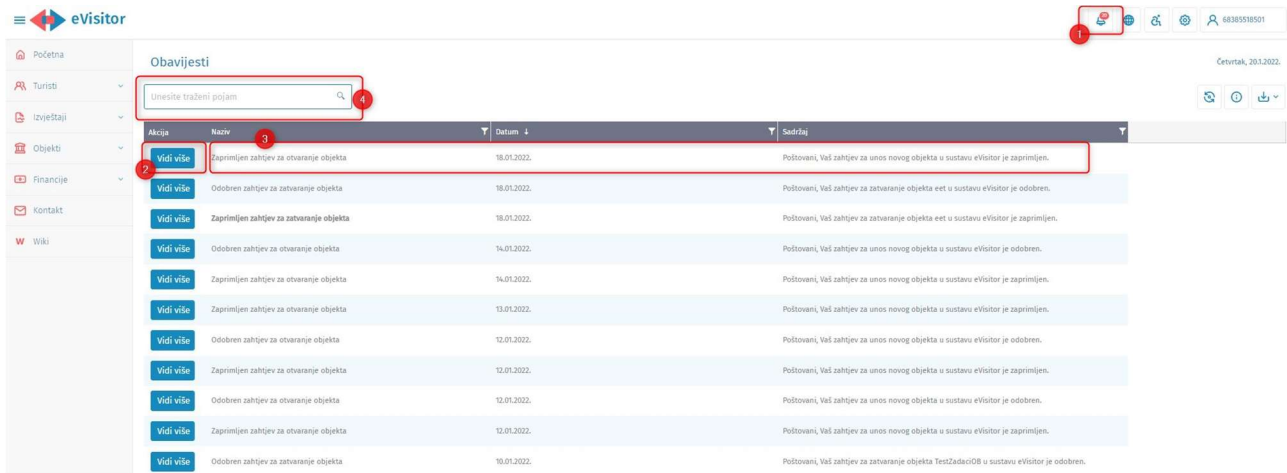 eVisitor
1
68385518501
Početna
Turisti
Izvještaji
Objekti
Financije
Kontakt
W Wiki
Obavijesti
Četvrtak, 20.1.2022.
Unesite traženi pojam
4
Akcija Naziv Datum ↓ Sadržaj
3
2
Vidi više Zaprimljen zahtjev za otvaranje objekta 18.01.2022. Poštovani, Vaš zahtjev za unos novog objekta u sustavu eVisitor je zaprimljen.
Vidi više Odobren zahtjev za zatvaranje objekta 18.01.2022. Poštovani, Vaš zahtjev za zatvaranje objekta eet u sustavu eVisitor je odobren.
Vidi više Zaprimljen zahtjev za zatvaranje objekta 18.01.2022. Poštovani, Vaš zahtjev za zatvaranje objekta eet u sustavu eVisitor je zaprimljen.
Vidi više Odobren zahtjev za otvaranje objekta 14.01.2022. Poštovani, Vaš zahtjev za unos novog objekta u sustavu eVisitor je odobren.
Vidi više Zaprimljen zahtjev za otvaranje objekta 14.01.2022. Poštovani, Vaš zahtjev za unos novog objekta u sustavu eVisitor je zaprimljen.
Vidi više Zaprimljen zahtjev za otvaranje objekta 13.01.2022. Poštovani, Vaš zahtjev za unos novog objekta u sustavu eVisitor je zaprimljen.
Vidi više Odobren zahtjev za otvaranje objekta 12.01.2022. Poštovani, Vaš zahtjev za unos novog objekta u sustavu eVisitor je odobren.
Vidi više Zaprimljen zahtjev za otvaranje objekta 12.01.2022. Poštovani, Vaš zahtjev za unos novog objekta u sustavu eVisitor je zaprimljen.
Vidi više Odobren zahtjev za otvaranje objekta 12.01.2022. Poštovani, Vaš zahtjev za unos novog objekta u sustavu eVisitor je odobren.
Vidi više Zaprimljen zahtjev za otvaranje objekta 12.01.2022. Poštovani, Vaš zahtjev za unos novog objekta u sustavu eVisitor je zaprimljen.
Vidi više Odobren zahtjev za zatvaranje objekta 10.01.2022. Poštovani, Vaš zahtjev za zatvaranje objekta TestZadaciOB u sustavu eVisitor je odobren.